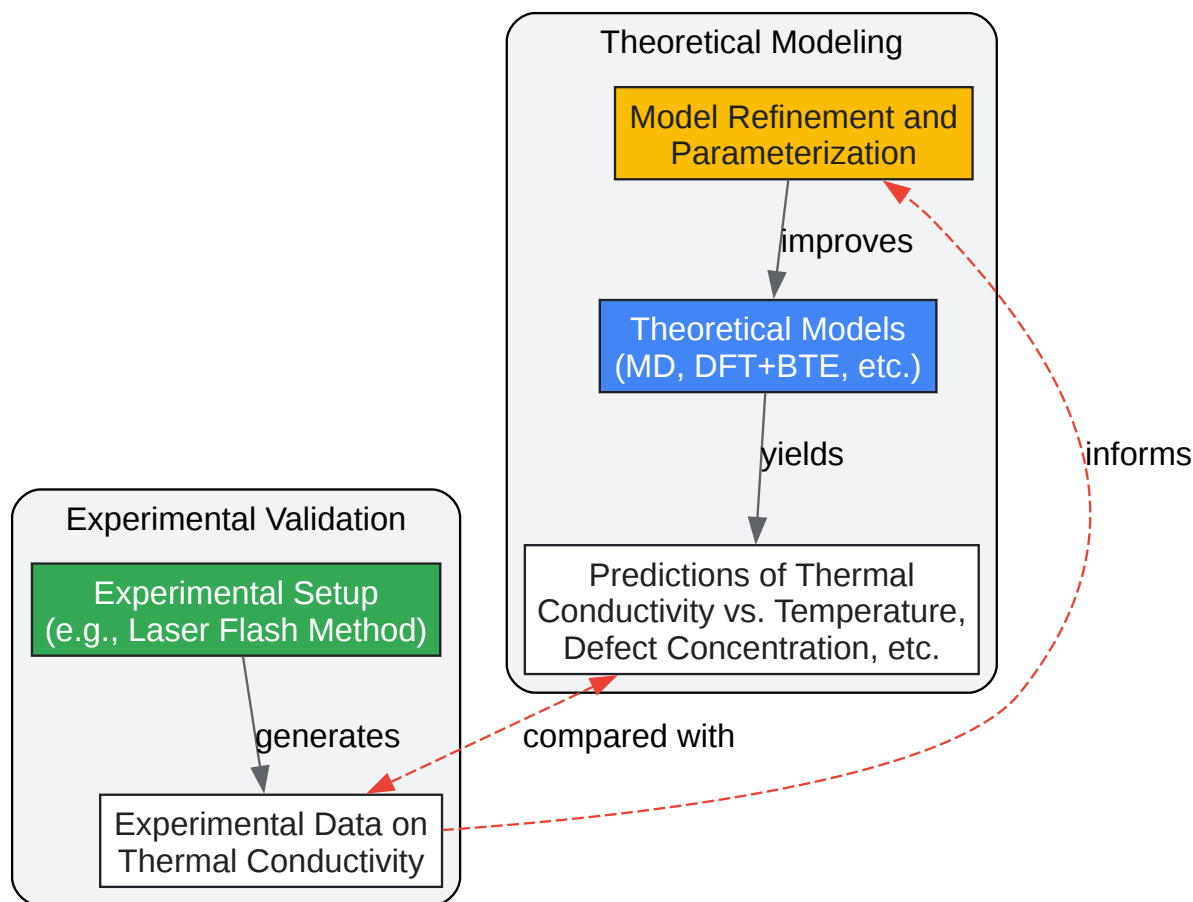 Theoretical Modeling
Model Refinement and
Parameterization
improves
Theoretical Models
(MD, DFT+BTE, etc.)
yields
informs
Experimental Validation
Experimental Setup
(e.g., Laser Flash Method)
Predictions of Thermal
Conductivity vs. Temperature,
Defect Concentration, etc.
generates
compared with
Experimental Data on
Thermal Conductivity